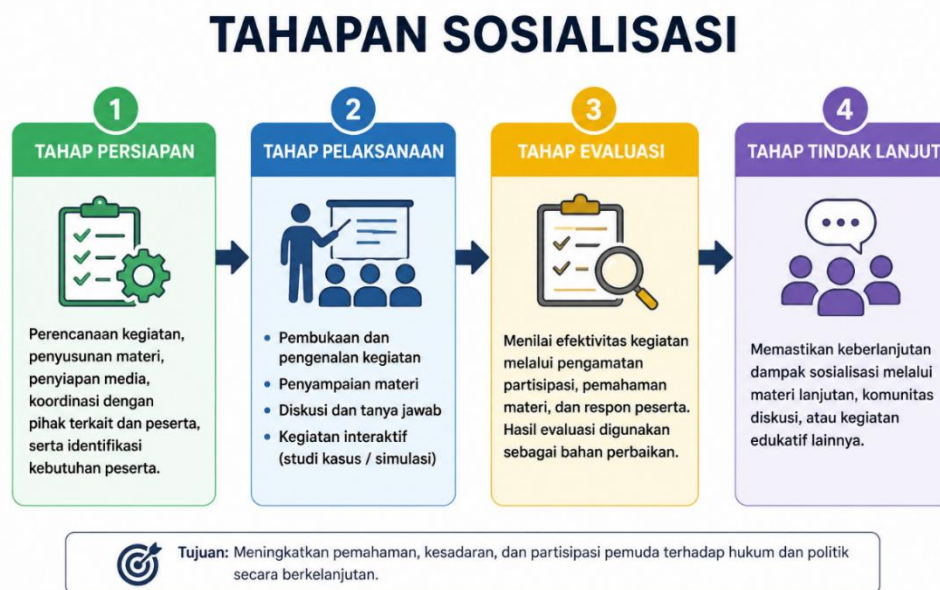 TAHAPAN SOSIALISASI
1
TAHAP PERSIAPAN
Perencanaan kegiatan,
penyusunan materi,
penyiapan media,
koordinasi dengan
pihak terkait dan peserta,
serta identifikasi
kebutuhan peserta.
2
TAHAP PELAKSANAAN
• Pembukaan dan
pengenalan kegiatan
• Penyampaian materi
• Diskusi dan tanya jawab
• Kegiatan interaktif
(studi kasus / simulasi)
3
TAHAP EVALUASI
Menilai efektivitas kegiatan
melalui pengamatan
partisipasi, pemahaman
materi, dan respon peserta.
Hasil evaluasi digunakan
sebagai bahan perbaikan.
4
TAHAP TINDAK LANJUT
Memastikan keberlanjutan
dampak sosialisasi melalui
materi lanjutan, komunitas
diskusi, atau kegiatan
edukatif lainnya.
Tujuan: Meningkatkan pemahaman, kesadaran, dan partisipasi pemuda terhadap hukum dan politik
secara berkelanjutan.